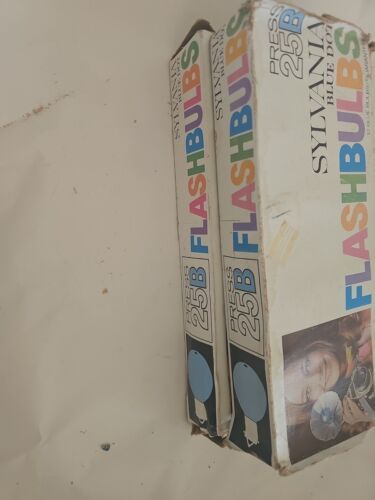 SYLVANIA
FLASHBULBS
PRESS
25B
FLASHBULBS
PRESS
25B
PRESS
25B
SYLVANIA
BLUE DOT
FLASHBULBS